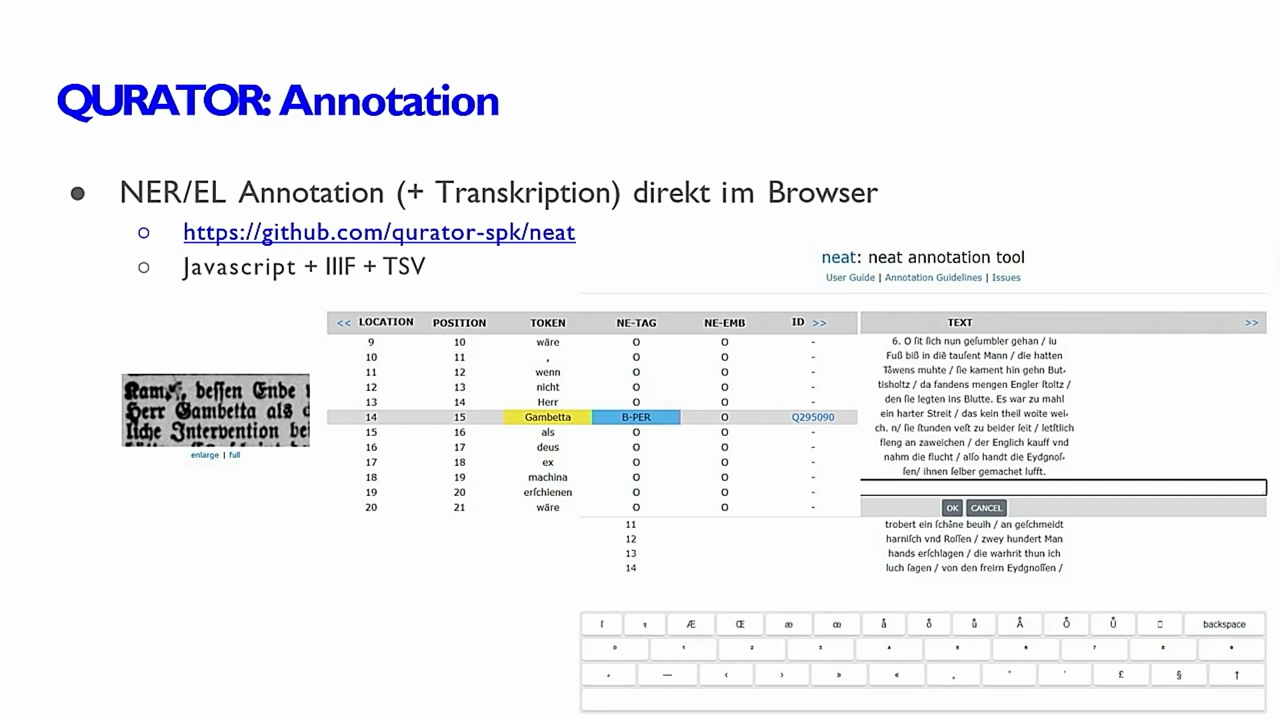 QURATOR: Annotation
● NER/EL Annotation (+ Transkription) direkt im Browser
○ https://github.com/qurator-spk/neat
○ Javascript + IIIF + TSV
neat: neat annotation tool
User Guide | Annotation Guidelines | Issues
<< LOCATION POSITION TOKEN NE-TAG NE-EMB ID >>
9 10 wäre O O -
10 11 , O O -
11 12 wenn O O -
12 13 nicht O O -
13 14 Herr O O -
14 15 Gambetta B-PER O Q295090
15 16 als O O -
16 17 deus O O -
17 18 ex O O -
18 19 machina O O -
19 20 erſchienen O O -
20 21 wäre O O -
, deſſen Ende
Herr Gambetta als d
liche Intervention bei
enlarge | full
TEXT >>
6. O ſit ſich nun geſumbler gehan / iu
Fuß biß in diē tauſent Mann / die hatten
muhte / ſie kament hin gehn But-
tisholtz / da fandens mengen Engler ſtoltz /
den ſie legten ins Blutte. Es war zu mahl
ein harter Streit / das kein theil woite wei-
ch. n/ ſie ſtunden veſt zu beider ſeit / letſtlich
fleng an zaweichen / der Englich kauff vnd
nahm die flucht / alſo handt die Eydgnoſ-
ſen/ ihnen ſelber gemachet lufft.
OK CANCEL
11
12
13
14
trobert ein ſchåne beuih / an geſchmeidt
harniſch vnd Roſſen / zwey hundert Man
hands erſchlagen / die warhrit thun ich
luch ſagen / von den freirn Eydgnoſſen /
ſ Æ Œ æ œ backspace
— ‹ › » « £ § †